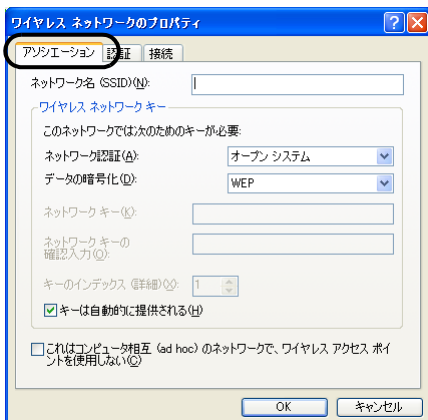 ワイヤレス ネットワークのプロパティ
アソシエーション 認証 接続
ネットワーク名 (SSID)(N):
ワイヤレス ネットワーク キー
このネットワークでは次のためのキーが必要:
ネットワーク認証(A): オープン システム
データの暗号化(D): WEP
ネットワーク キー(K):
ネットワーク キーの
確認入力(O):
キーのインデックス (詳細)(X): 1
キーは自動的に提供される(H)
これはコンピュータ相互 (ad hoc) のネットワークで、ワイヤレス アクセス ポイ
ントを使用しない(C)
OK キャンセル